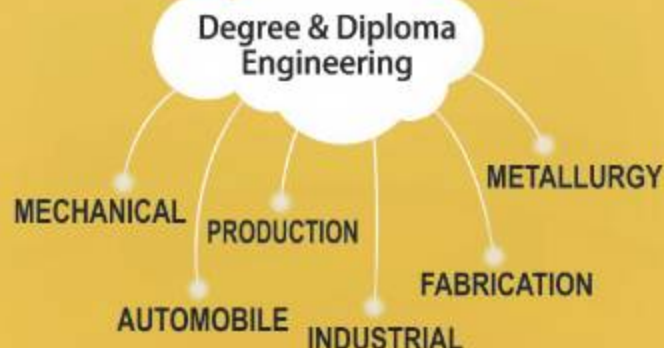 Degree & Diploma
Engineering
MECHANICAL
AUTOMOBILE
PRODUCTION
INDUSTRIAL
FABRICATION
METALLURGY